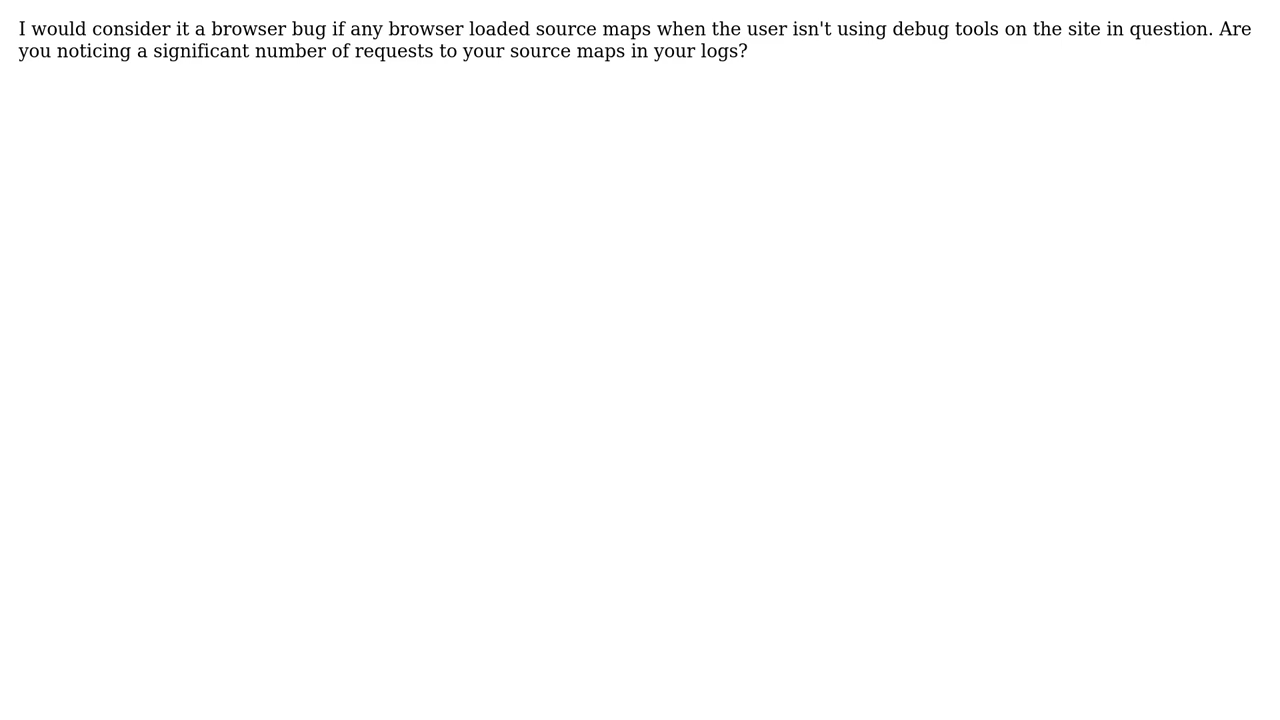 I would consider it a browser bug if any browser loaded source maps when the user isn't using debug tools on the site in question. Are
you noticing a significant number of requests to your source maps in your logs?